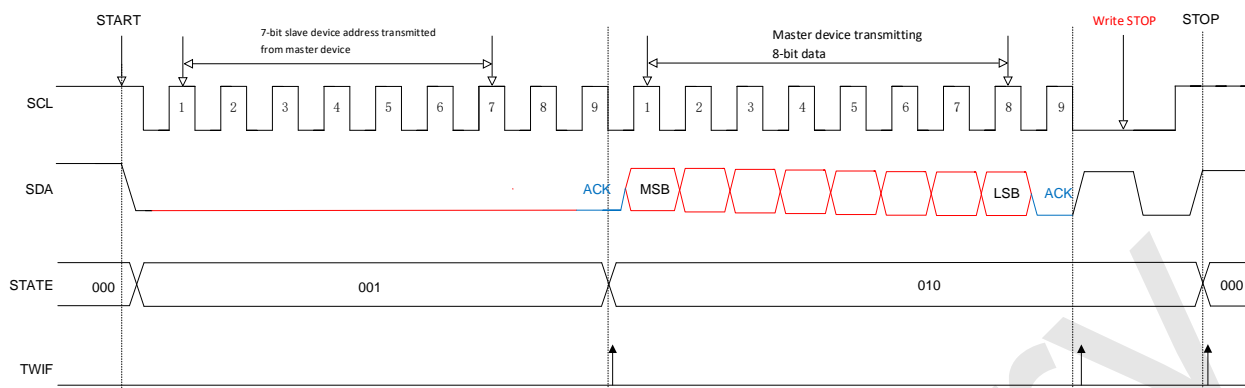 START
7-bit slave device address transmitted
from master device
Master device transmitting
8-bit data
Write STOP
STOP
SCL
1 2 3 4 5 6 7 8 9 1 2 3 4 5 6 7 8 9
SDA
ACK MSB LSB ACK
STATE
000 001 010 000
TWIF